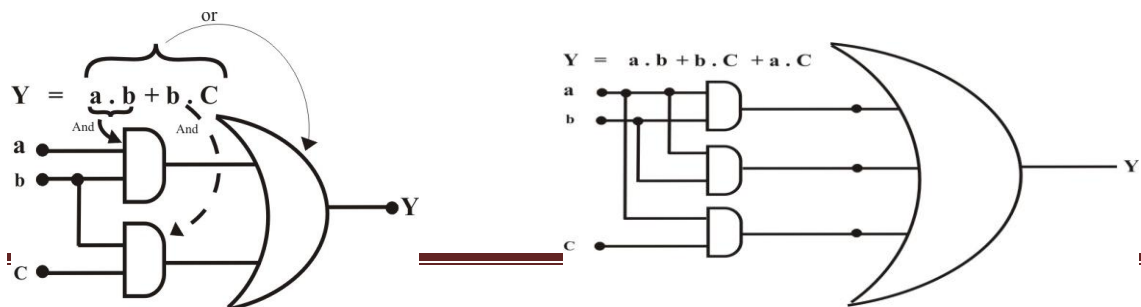 or
Y = a . b + b . C
And
And
a
b
C
Y
Y = a . b + b . C + a . C
a
b
C
Y